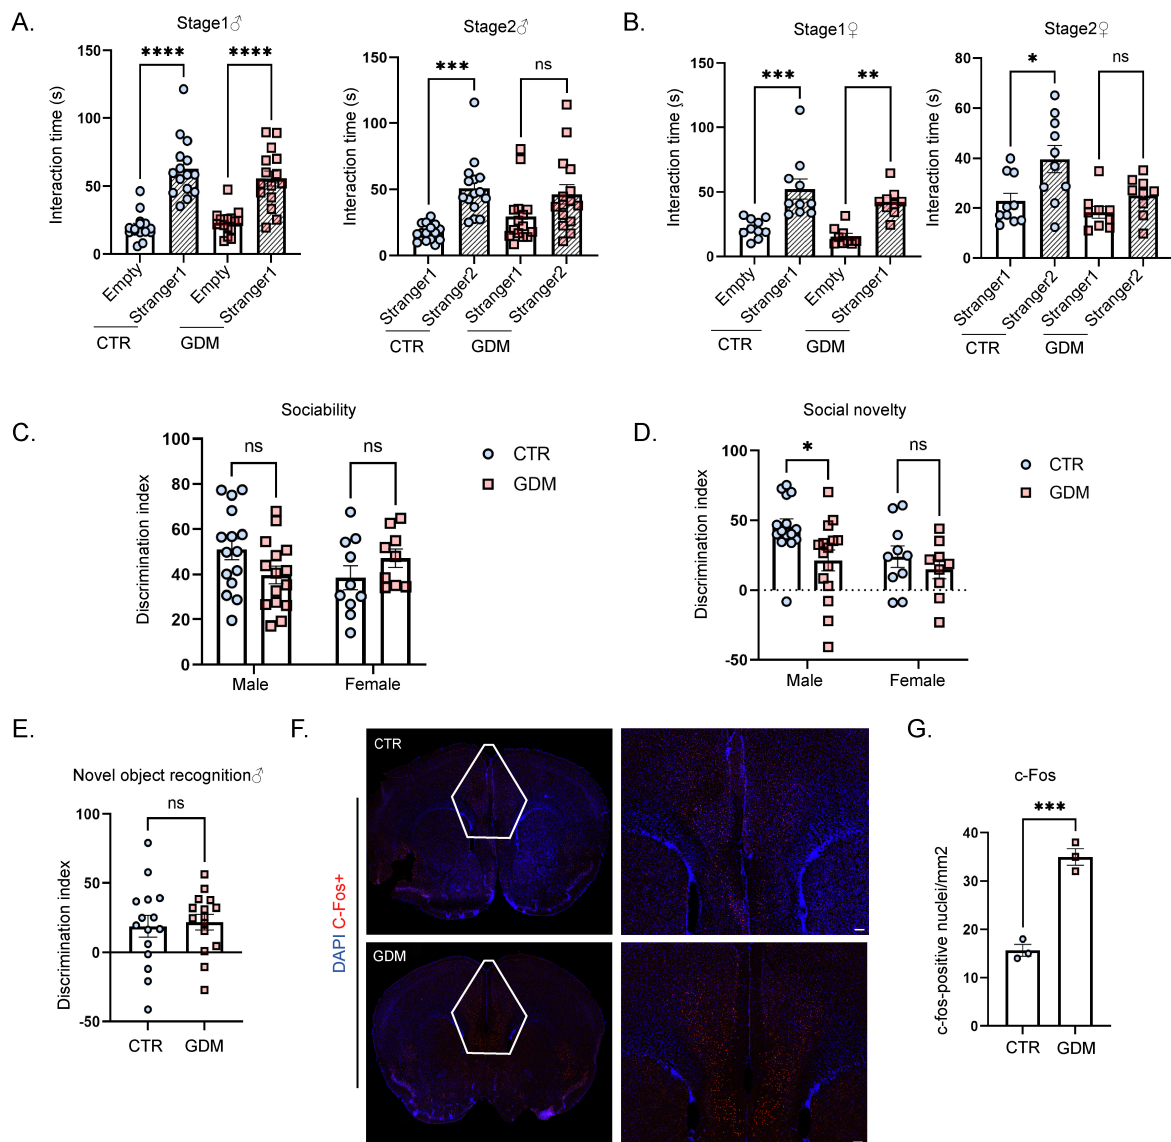 A.
Stage1♂
Interaction time (s)
150
100
50
0
****
****
Empty
Stranger1
Empty
Stranger1
CTR
GDM
Stage2♂
Interaction time (s)
150
100
50
0
***
ns
Stranger1
Stranger2
Stranger1
Stranger2
CTR
GDM
B.
Stage1♀
Interaction time (s)
150
100
50
0
***
**
Empty
Stranger1
Empty
Stranger1
CTR
GDM
Stage2♀
Interaction time (s)
80
60
40
20
0
*
ns
Stranger1
Stranger2
Stranger1
Stranger2
CTR
GDM
C.
Sociability
Discrimination index
100
80
60
40
20
0
ns
ns
Male
Female
CTR
GDM
D.
Social novelty
Discrimination index
100
50
0
-50
*
ns
Male
Female
CTR
GDM
E.
Novel object recognition♂
Discrimination index
100
50
0
-50
ns
CTR
GDM
F.
DAPI C-Fos+
CTR
GDM
G.
c-Fos
c-fos-positive nuclei/mm2
40
30
20
10
0
***
CTR
GDM